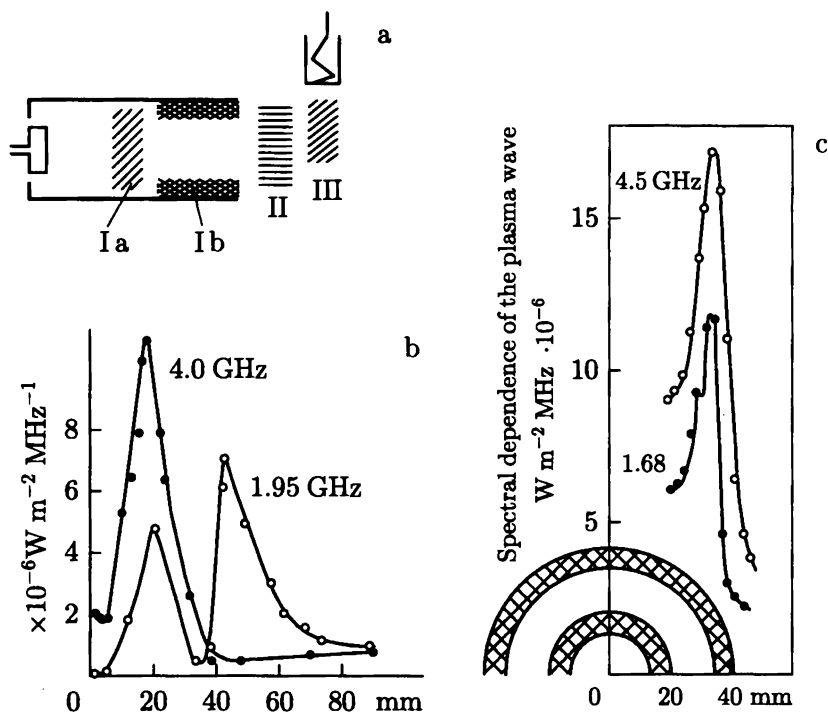 a
Ia
Ib
II
III
b
×10⁻⁶W m⁻² MHz⁻¹
8
6
4
2
4.0 GHz
1.95 GHz
0
20
40
60
80
mm
c
Spectral dependence of the plasma wave
W m⁻² MHz ·10⁻⁶
15
10
5
4.5 GHz
1.68
0
20
40 mm